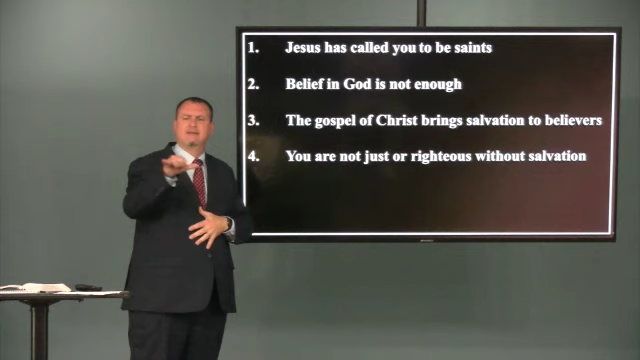 1. Jesus has called you to be saints
2. Belief in God is not enough
3. The gospel of Christ brings salvation to believers
4. You are not just or righteous without salvation